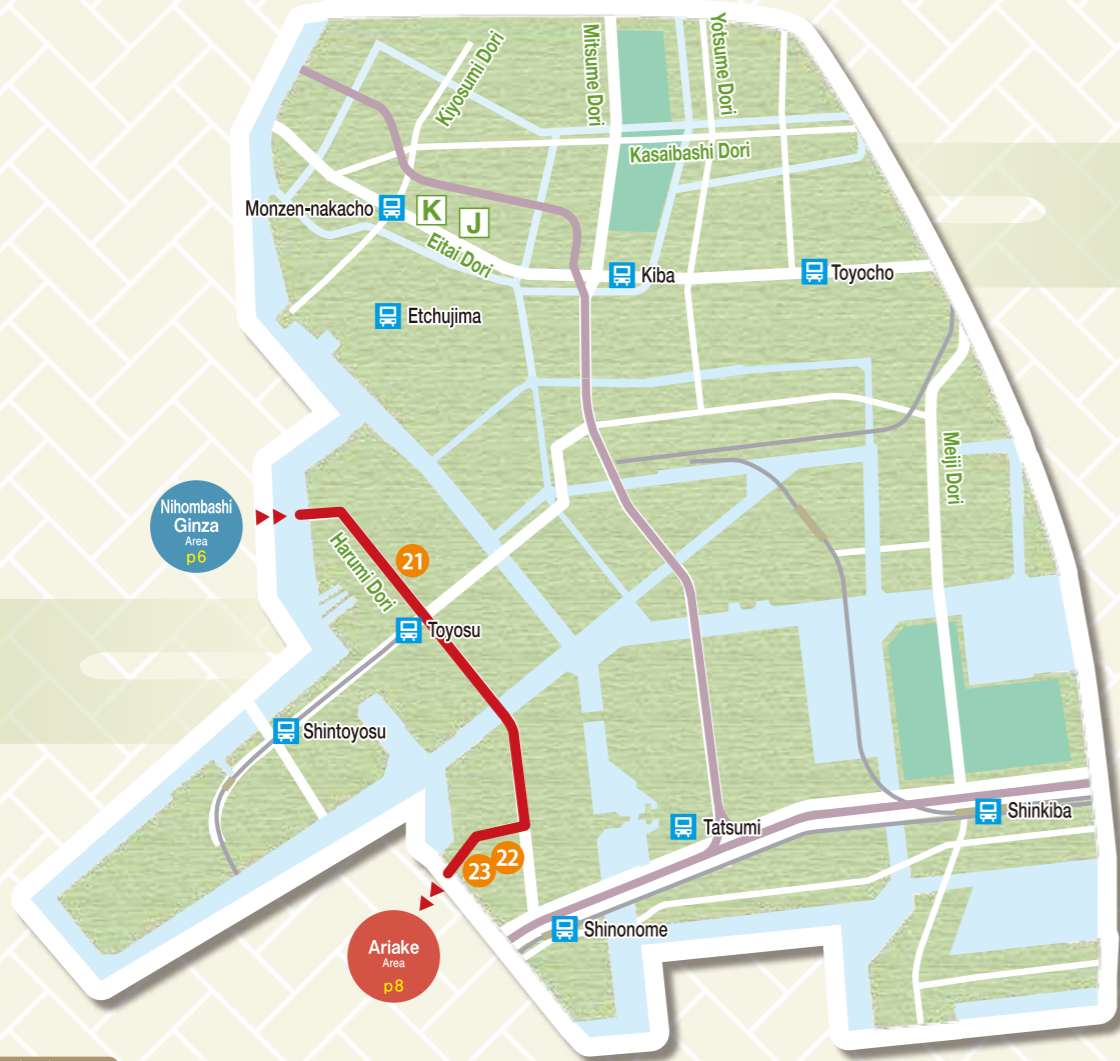 Kiyosumi Dori
Mitsume Dori
Yotsume Dori
Kasaibashi Dori
Monzen-nakacho
K
J
Eitai Dori
Kiba
Toyocho
Etchujima
Meiji Dori
Nihombashi
Ginza
Area
p6
Harumi Dori
21
Toyosu
Shintoyosu
Tatsumi
Shinkiba
22
23
Shinonome
Ariake
Area
p8